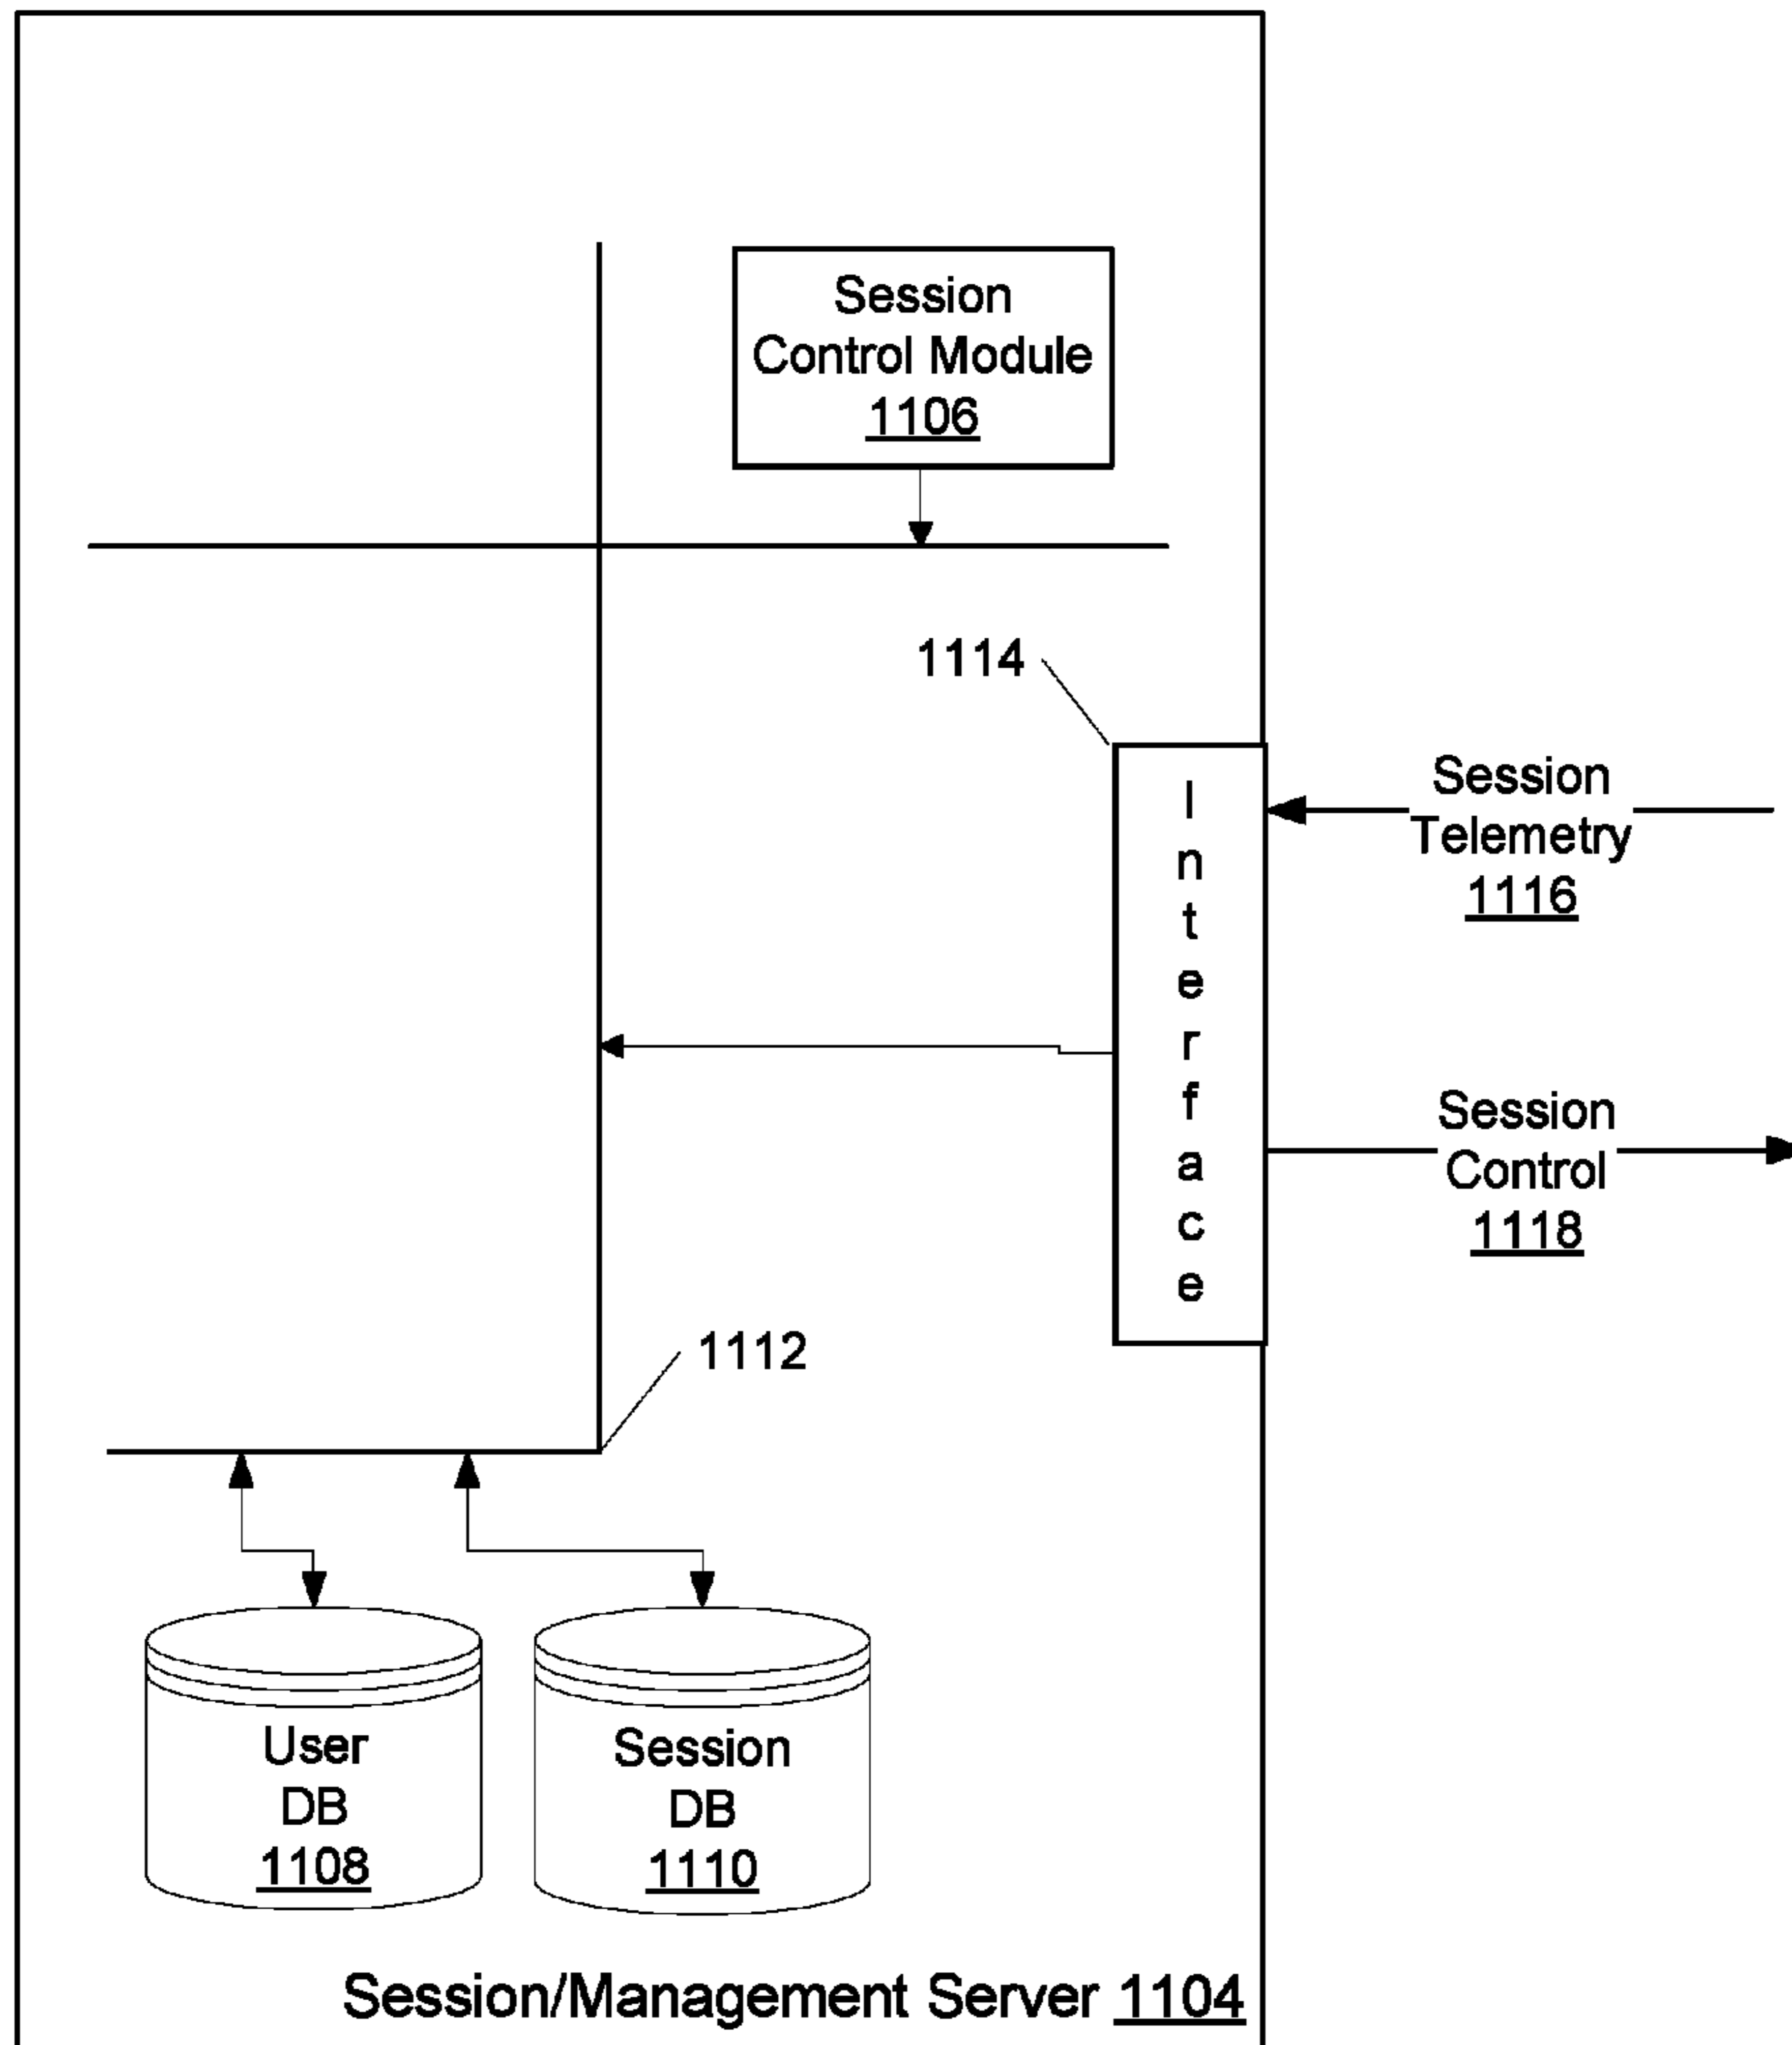 Session
Control Module
1106
1114
Interface
Session
Telemetry
1116
Session
Control
1118
1112
User
DB
1108
Session
DB
1110
Session/Management Server 1104